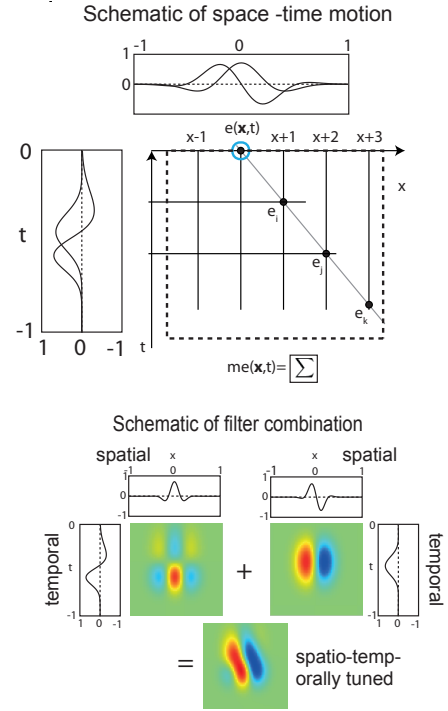 Schematic of space -time motion
-1 0 1
1
0
e(x,t)
0
x-1 x+1 x+2 x+3
x
t
e_i
e_j
e_k
-1
1 0 -1
t
me(x,t)= ∑
Schematic of filter combination
spatial x spatial
-1 0 1 -1 0 1
1 1
0 0
-1 -1
temporal 0 t -1 + 0 t -1 temporal
1 0 -1 1 0 -1
= spatio-temp-
orally tuned